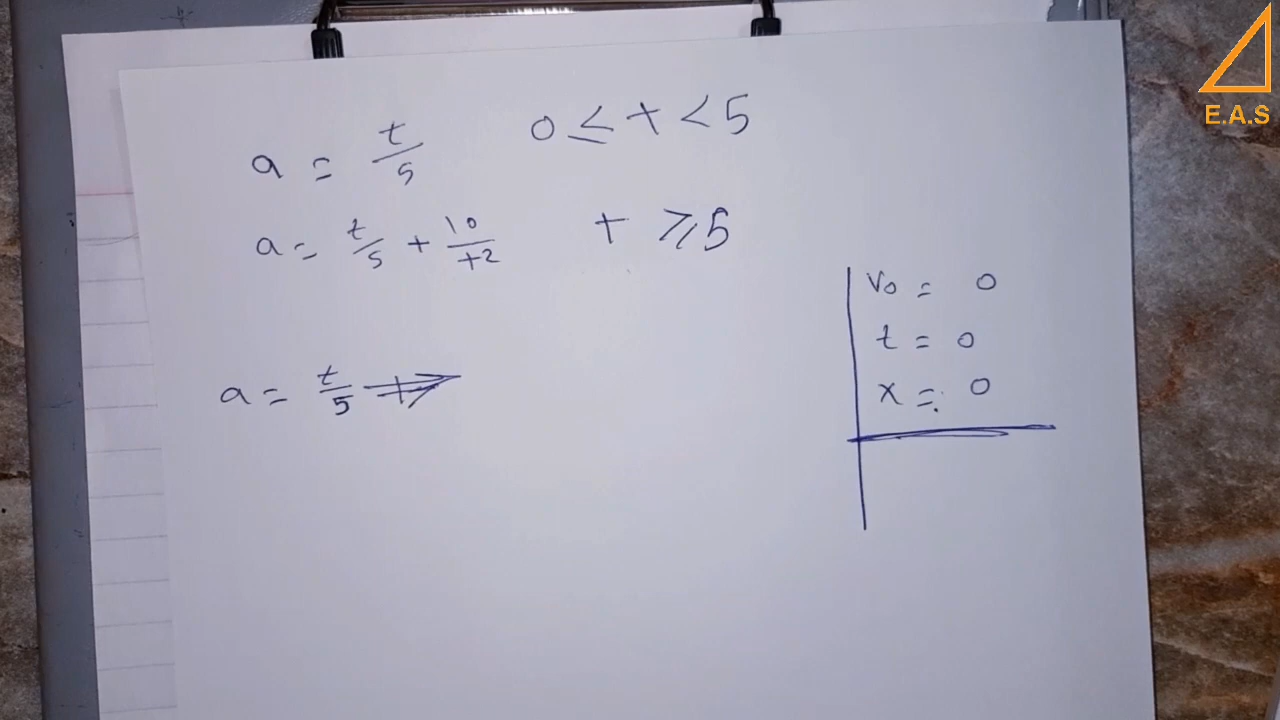 E.A.S
a = t/5 0 ≤ t < 5
a = t/5 + 10/t2 t ≥ 5
V0 = 0
t = 0
x = 0
a = t/5